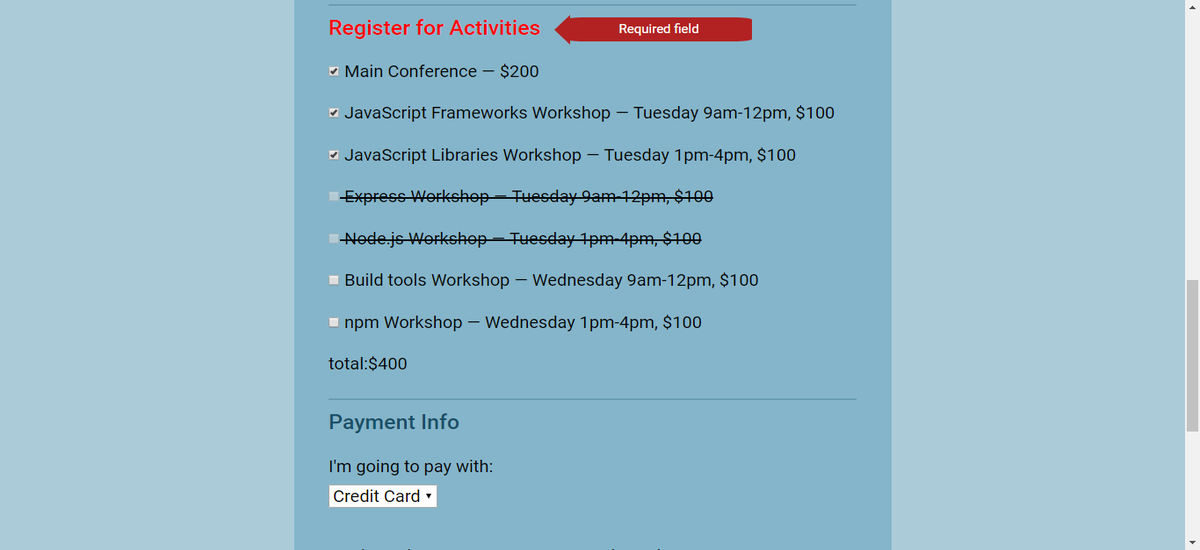 Register for Activities Required field
Main Conference — $200
JavaScript Frameworks Workshop — Tuesday 9am-12pm, $100
JavaScript Libraries Workshop — Tuesday 1pm-4pm, $100
Express Workshop — Tuesday 9am-12pm, $100
Node.js Workshop — Tuesday 1pm-4pm, $100
Build tools Workshop — Wednesday 9am-12pm, $100
npm Workshop — Wednesday 1pm-4pm, $100
total:$400
Payment Info
I'm going to pay with:
Credit Card